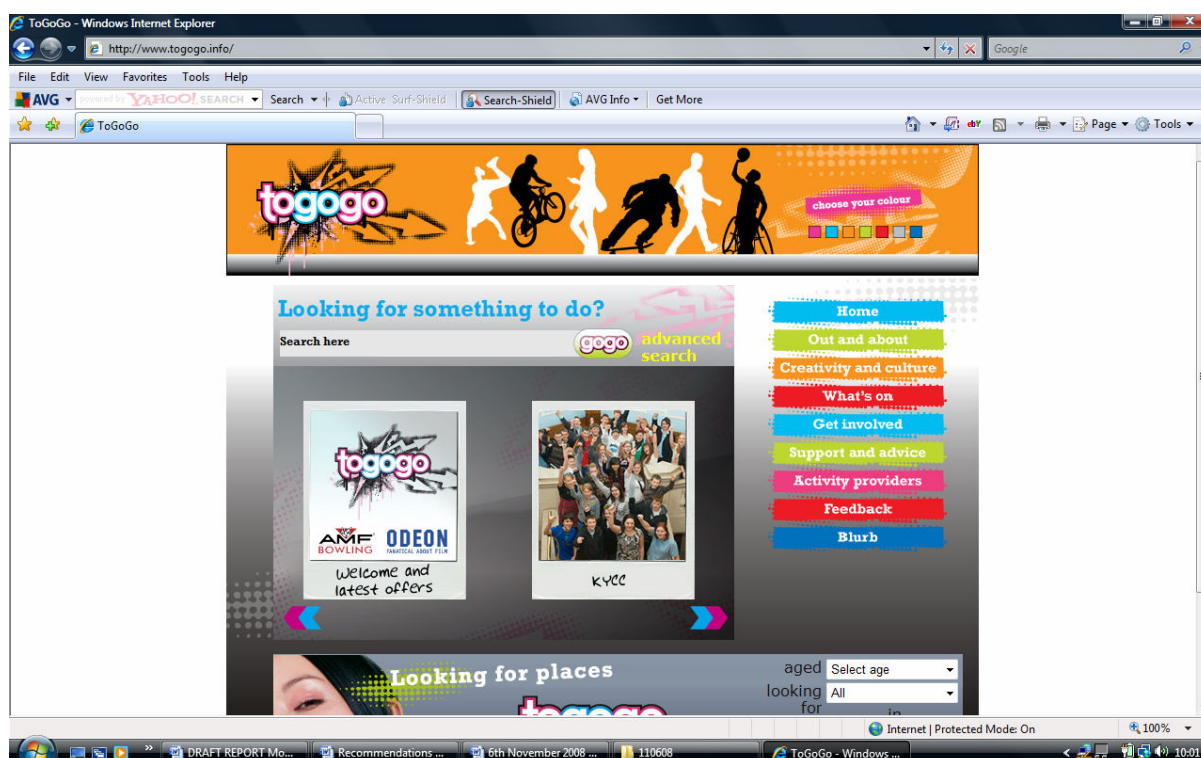 ToGoGo - Windows Internet Explorer
http://www.togogo.info/
Google
File Edit View Favorites Tools Help
AVG powered by YAHOO! SEARCH Search Active Surf-Shield Search-Shield AVG Info Get More
ToGoGo
ebY Page Tools
togogo
choose your colour
Looking for something to do?
Search here
gogo
advanced
search
togogo
AMF
BOWLING
ODEON
FANATICAL ABOUT FILM
Welcome and
latest offers
KYCC
Home
Out and about
Creativity and culture
What's on
Get involved
Support and advice
Activity providers
Feedback
Blurb
Looking for places
togogo
aged Select age
looking All
for
in
Internet | Protected Mode: On 100%
DRAFT REPORT Mo... Recommendations ... 6th November 2008 ... 110608 ToGoGo - Windows ... 10:01